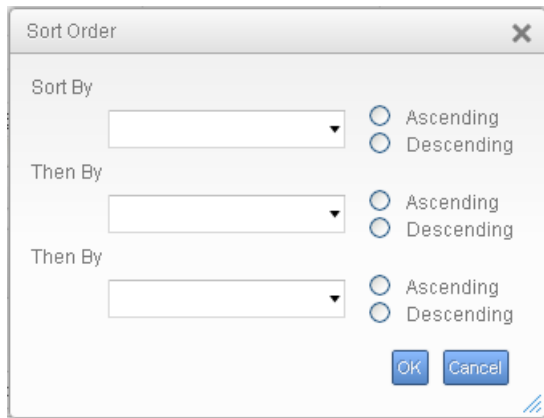 Sort Order
Sort By
Ascending
Descending
Then By
Ascending
Descending
Then By
Ascending
Descending
OK Cancel